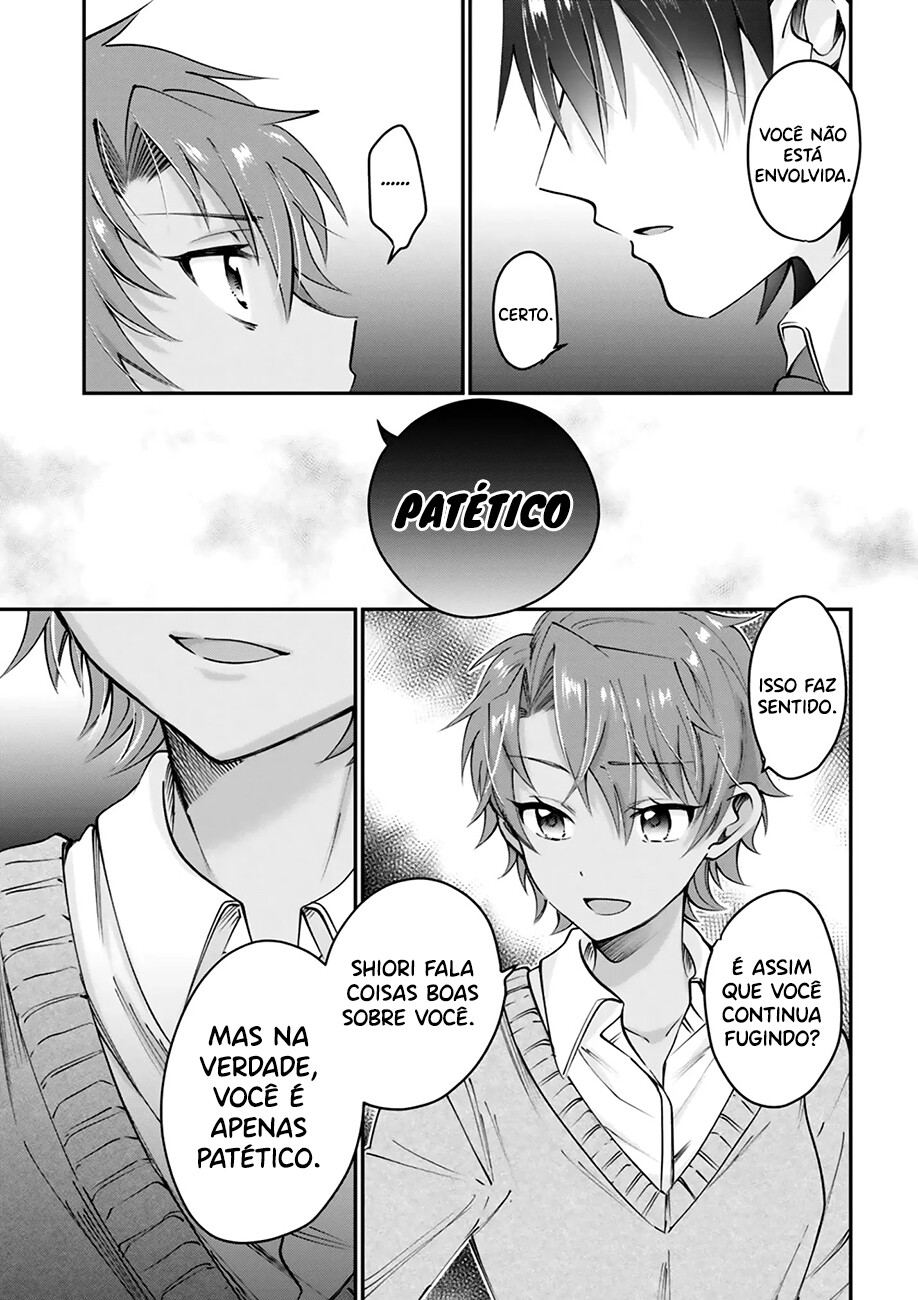 VOCÊ NÃO
ESTÁ
ENVOLVIDA.
CERTO.
......
PATÉTICO
ISSO FAZ
SENTIDO.
É ASSIM
QUE VOCÊ
CONTINUA
FUGINDO?
SHIORI FALA
COISAS BOAS
SOBRE VOCÊ.
MAS NA
VERDADE,
VOCÊ É
APENAS
PATÉTICO.